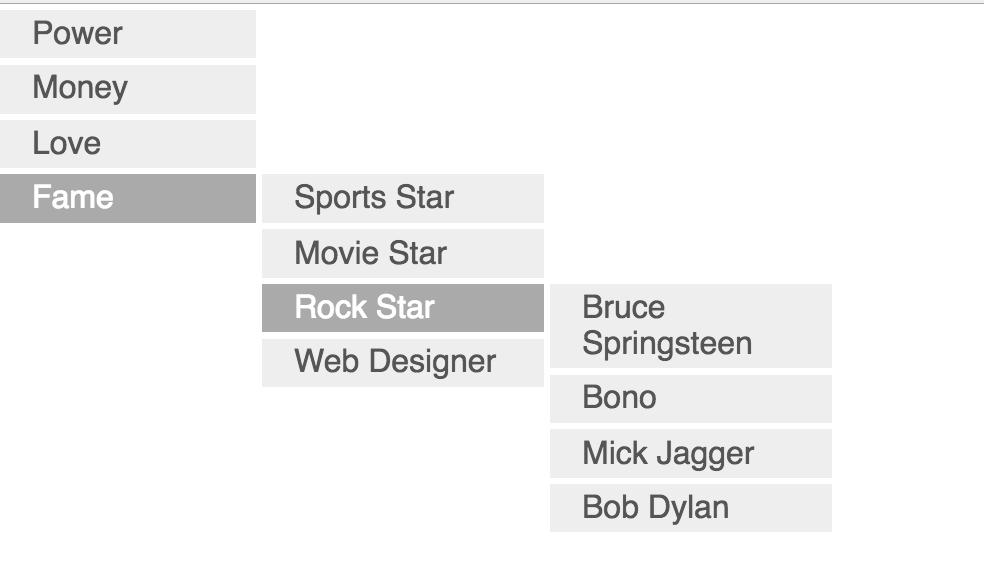 Power
Money
Love
Fame
Sports Star
Movie Star
Rock Star
Web Designer
Bruce
Springsteen
Bono
Mick Jagger
Bob Dylan